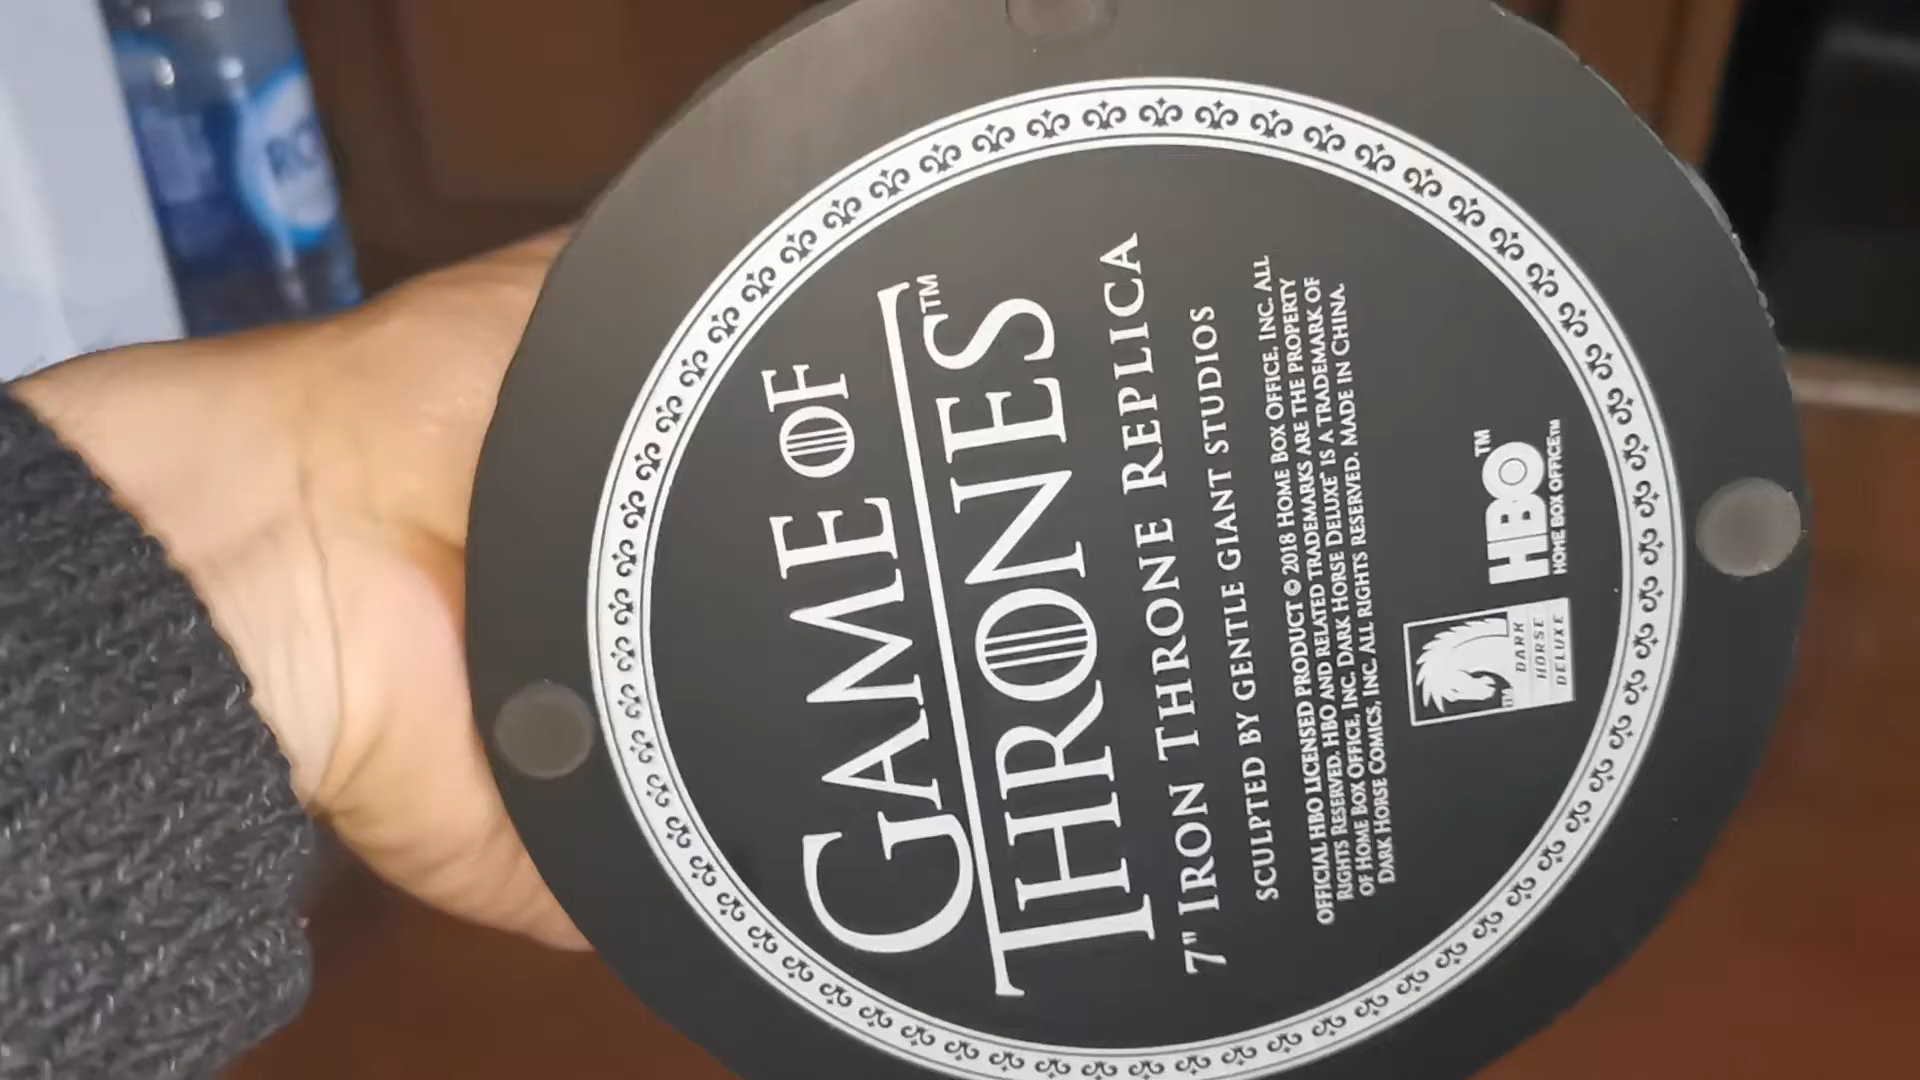 GAME OF
THRONES™
7" IRON THRONE REPLICA
SCULPTED BY GENTLE GIANT STUDIOS
OFFICIAL HBO LICENSED PRODUCT © 2018 HOME BOX OFFICE, INC. ALL
RIGHTS RESERVED. HBO AND RELATED TRADEMARKS ARE THE PROPERTY
OF HOME BOX OFFICE, INC. DARK HORSE DELUXE™ IS A TRADEMARK OF
DARK HORSE COMICS, INC. ALL RIGHTS RESERVED. MADE IN CHINA.
TM
DARK
HORSE
DELUXE
HBO™
HOME BOX OFFICE™